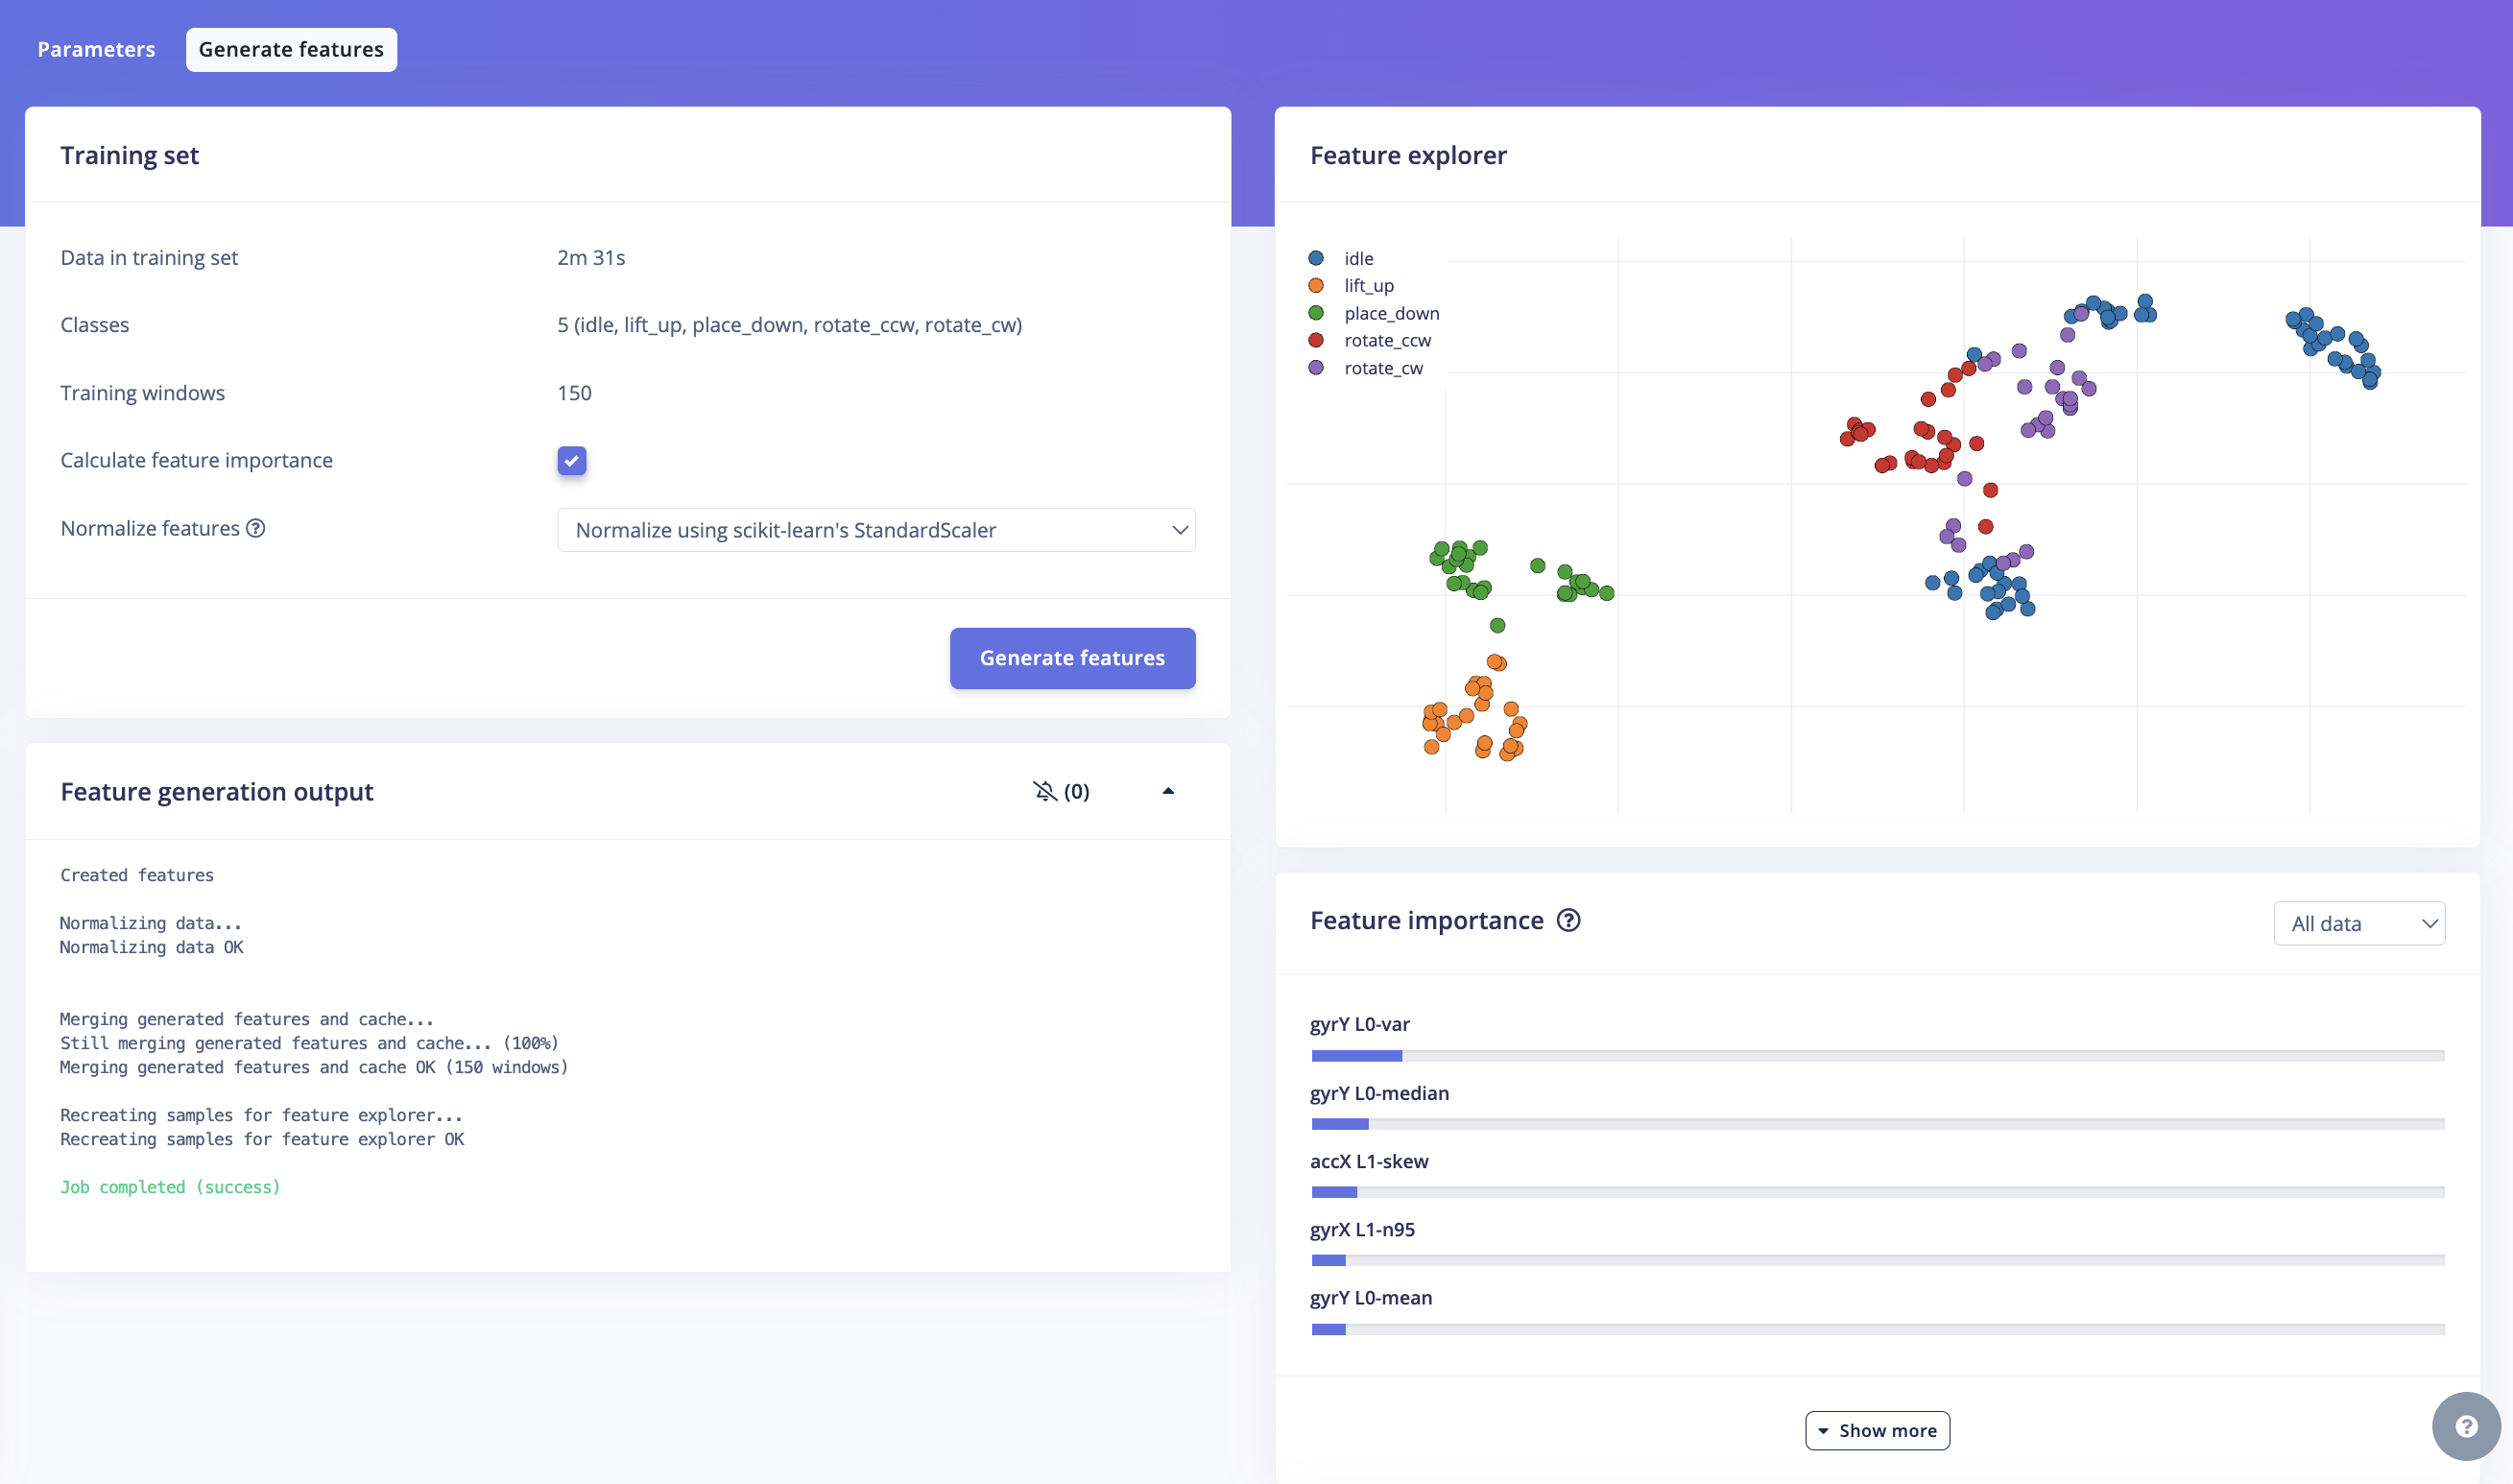 Parameters
Generate features
Training set
Data in training set 2m 31s
Classes 5 (idle, lift_up, place_down, rotate_ccw, rotate_cw)
Training windows 150
Calculate feature importance
Normalize features Normalize using scikit-learn's StandardScaler
Generate features
Feature generation output (0)
Created features
Normalizing data...
Normalizing data OK
Merging generated features and cache...
Still merging generated features and cache... (100%)
Merging generated features and cache OK (150 windows)
Recreating samples for feature explorer...
Recreating samples for feature explorer OK
Job completed (success)
Feature explorer
idle
lift_up
place_down
rotate_ccw
rotate_cw
Feature importance
All data
gyrY L0-var
gyrY L0-median
accX L1-skew
gyrX L1-n95
gyrY L0-mean
Show more